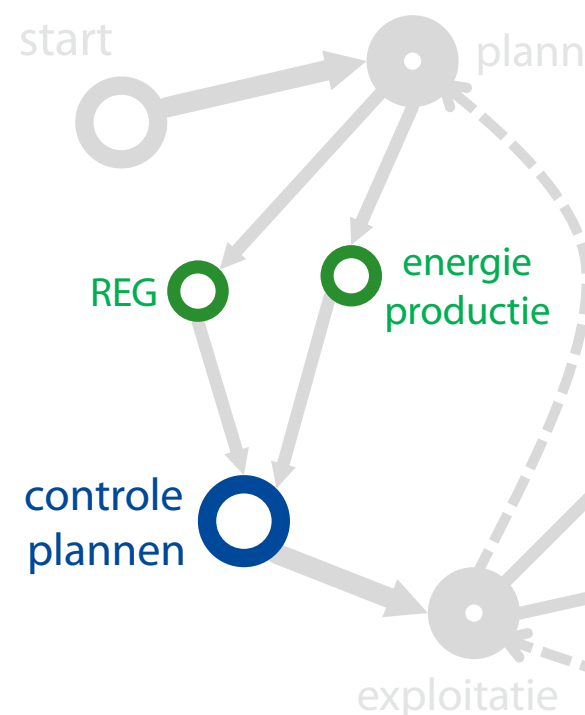 start
plann
REG
energie
productie
controle
plannen
exploitatie